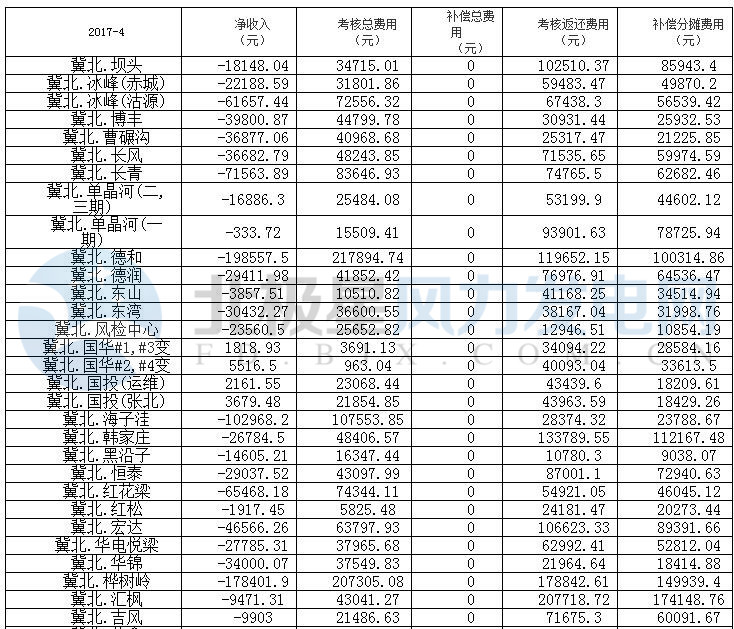 2017-4 净收入（元） 考核总费用（元） 补偿总费用（元） 考核返还费用（元） 补偿分摊费用（元）
冀北.坝头 -18148.04 34715.01 0 102510.37 85943.4
冀北.冰峰(赤城) -22188.59 31801.86 0 59483.47 49870.2
冀北.冰峰(沽源) -61657.44 72556.32 0 67438.3 56539.42
冀北.博丰 -39800.87 44799.78 0 30931.44 25932.53
冀北.曹碾沟 -36877.06 40968.68 0 25317.47 21225.85
冀北.长风 -36682.79 48243.85 0 71535.65 59974.59
冀北.长青 -71563.89 83646.93 0 74765.5 62682.46
冀北.单晶河(二,三期) -16886.3 25484.08 0 53199.9 44602.12
冀北.单晶河(一期) -333.72 15509.41 0 93901.63 78725.94
冀北.德和 -198557.5 217894.74 0 119652.15 100314.86
冀北.德润 -29411.98 41852.42 0 76976.91 64536.47
冀北.东山 -3857.51 10510.82 0 41168.25 34514.94
冀北.东湾 -30432.27 36600.55 0 38167.04 31998.76
冀北.风检中心 -23560.5 25652.82 0 12946.51 10854.19
冀北.国华#1,#3变 1818.93 3691.13 0 34094.22 28584.16
冀北.国华#2,#4变 5516.5 963.04 0 40093.04 33613.5
冀北.国投(运维) 2161.55 23068.44 0 43439.6 18209.61
冀北.国投(张北) 3679.48 21854.85 0 43963.59 18429.26
冀北.海子洼 -102968.2 107553.85 0 28374.32 23788.67
冀北.韩家庄 -26784.5 48406.57 0 133789.55 112167.48
冀北.黑沿子 -14605.21 16347.44 0 10780.3 9038.07
冀北.恒泰 -29037.52 43097.99 0 87001.1 72940.63
冀北.红花梁 -65468.18 74344.11 0 54921.05 46045.12
冀北.红松 -1917.45 5825.48 0 24181.47 20273.44
冀北.宏达 -46566.26 63797.93 0 106623.33 89391.66
冀北.华电悦梁 -27785.31 37965.68 0 62992.41 52812.04
冀北.华锦 -34000.07 37549.83 0 21964.64 18414.88
冀北.桦树岭 -178401.9 207305.08 0 178842.61 149939.4
冀北.汇枫 -9471.31 43041.27 0 207718.72 174148.76
冀北.吉风 -9903 21486.63 0 71675.3 60091.67
北极星风力发电网
FD.BJX.COM.CN